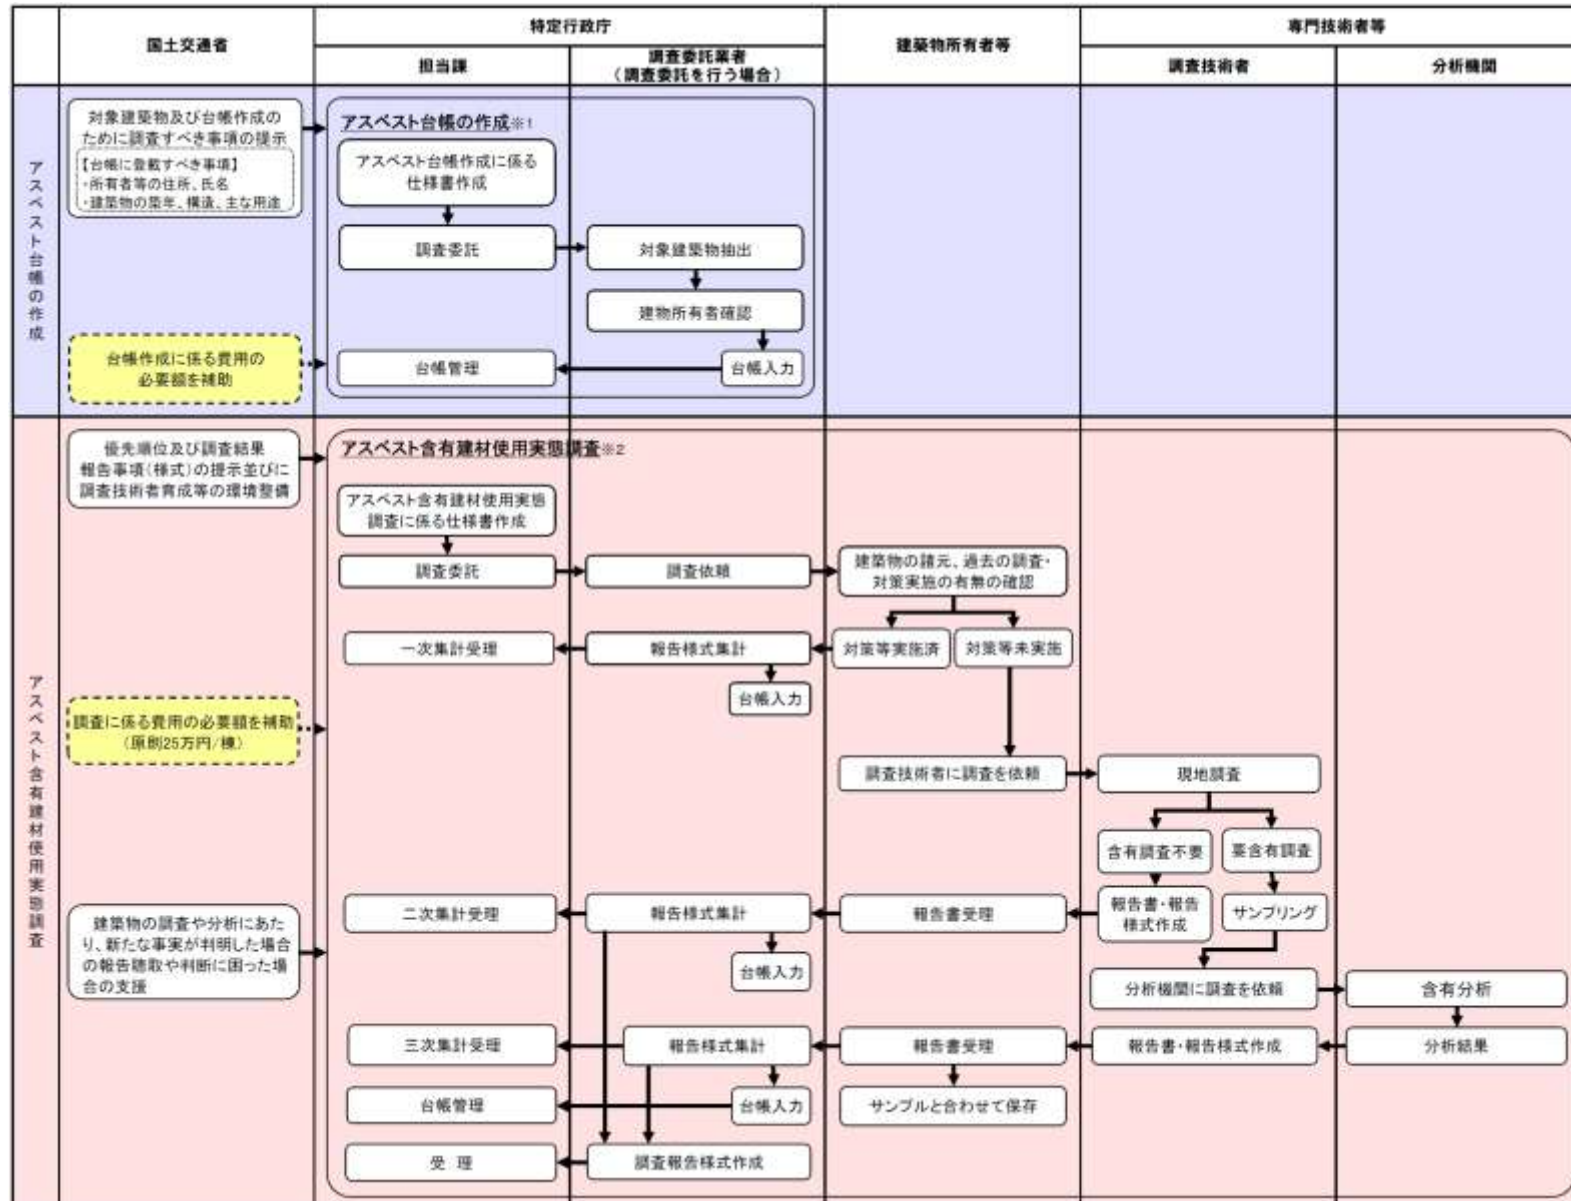 国土交通省
特定行政庁
担当課
調査委託業者
（調査委託を行う場合）
建築物所有者等
専門技術者等
調査技術者
分析機関
アスベスト台帳の作成
対象建築物及び台帳作成の
ために調査すべき事項の提示
【台帳に登載すべき事項】
・所有者等の住所、氏名
・建築物の築年、構造、主な用途
アスベスト台帳の作成※1
アスベスト台帳作成に係る
仕様書作成
調査委託
対象建築物抽出
建物所有者確認
台帳作成に係る費用の
必要額を補助
台帳管理
台帳入力
アスベスト含有建材使用実態調査
優先順位及び調査結果
報告事項（様式）の提示並びに
調査技術者育成等の環境整備
アスベスト含有建材使用実態調査※2
アスベスト含有建材使用実態
調査に係る仕様書作成
調査委託
調査依頼
建築物の諸元、過去の調査・
対策実施の有無の確認
一次集計受理
報告様式集計
対策等実施済
対策等未実施
台帳入力
調査に係る費用の必要額を補助
（原則25万円/棟）
調査技術者に調査を依頼
現地調査
含有調査不要
要含有調査
建築物の調査や分析にあた
り、新たな事実が判明した場合
の報告聴取や判断に困った場
合の支援
二次集計受理
報告様式集計
報告書受理
報告書・報告
様式作成
サンプリング
台帳入力
分析機関に調査を依頼
含有分析
三次集計受理
報告様式集計
報告書受理
報告書・報告様式作成
分析結果
台帳管理
台帳入力
サンプルと合わせて保存
受　理
調査報告様式作成